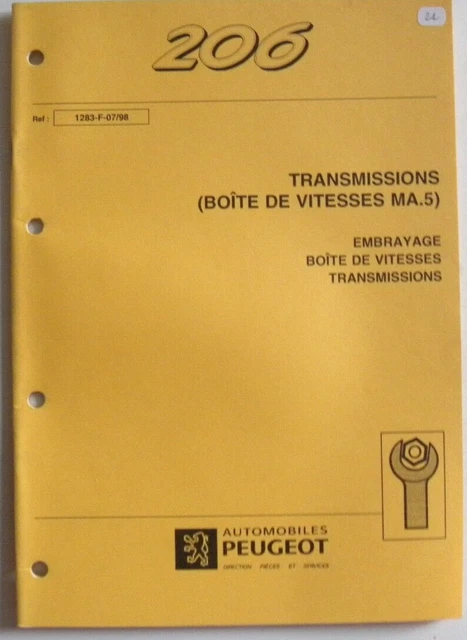 22
206
Ref : 1283-F-07/98
TRANSMISSIONS
(BOÎTE DE VITESSES MA.5)
EMBRAYAGE
BOÎTE DE VITESSES
TRANSMISSIONS
AUTOMOBILES
PEUGEOT
DIRECTION PIÈCES ET SERVICES